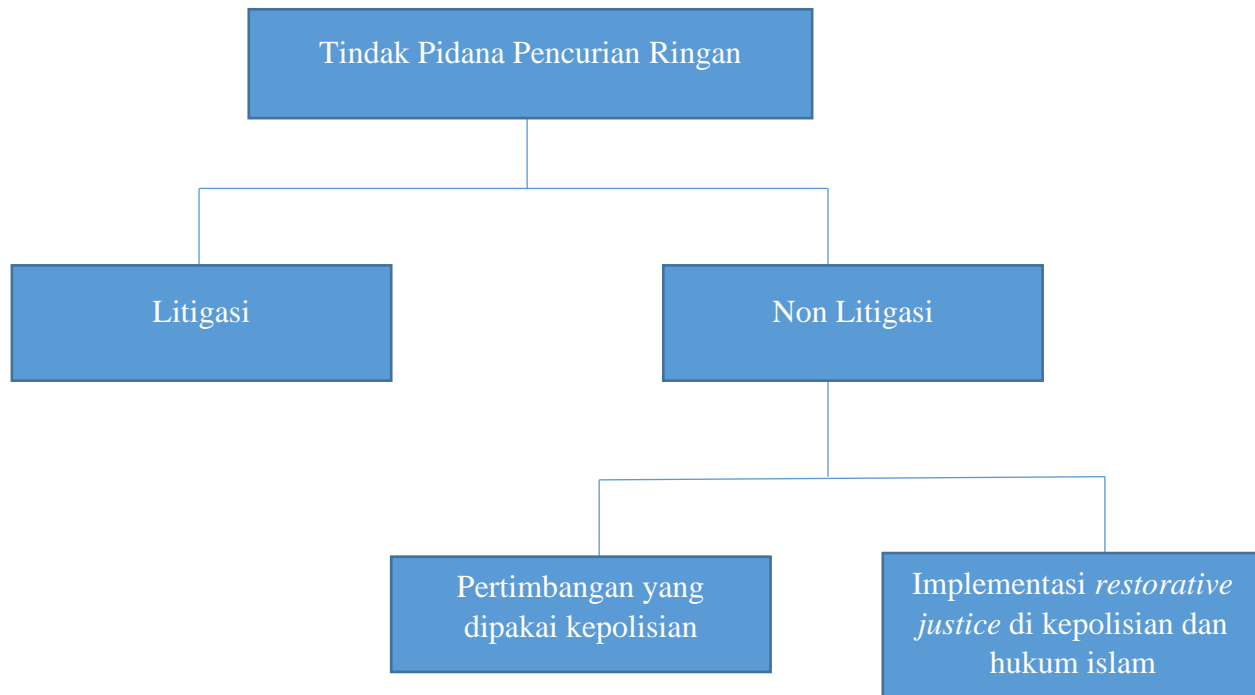 Tindak Pidana Pencurian Ringan
Litigasi
Non Litigasi
Pertimbangan yang
dipakai kepolisian
Implementasi restorative
justice di kepolisian dan
hukum islam